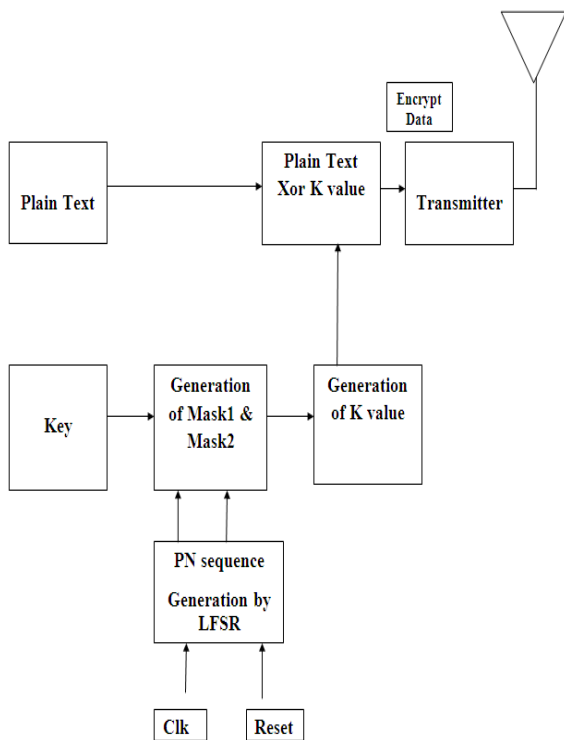 Encrypt
Data
Plain Text
Plain Text
Xor K value
Transmitter
Key
Generation
of Mask1 &
Mask2
Generation
of K value
PN sequence
Generation by
LFSR
Clk
Reset